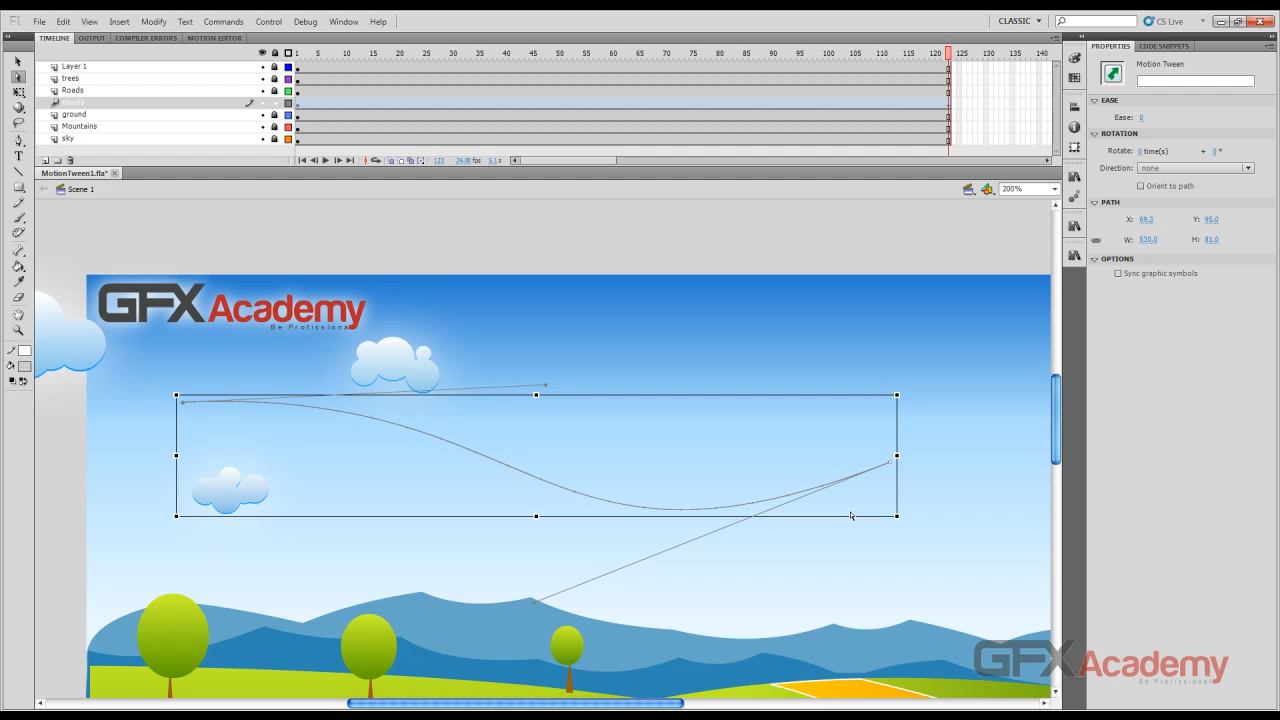 Fl File Edit View Insert Modify Text Commands Control Debug Window Help CLASSIC CS Live
TIMELINE OUTPUT COMPILER ERRORS MOTION EDITOR
1 5 10 15 20 25 30 35 40 45 50 55 60 65 70 75 80 85 90 95 100 105 110 115 120 125 130 135 140
Layer 1
trees
Roads
clouds
ground
Mountains
sky
123 24.00 fps 5.1 s
MotionTween1.fla*
Scene 1 200%
GFX Academy
Be Profissional
PROPERTIES CODE SNIPPETS
Motion Tween
EASE
Ease: 0
ROTATION
Rotate: 0 time(s) + 0 °
Direction: none
Orient to path
PATH
X: 69.3 Y: 95.0
W: 530.0 H: 81.0
OPTIONS
Sync graphic symbols
GFX Academy
Be Profissional